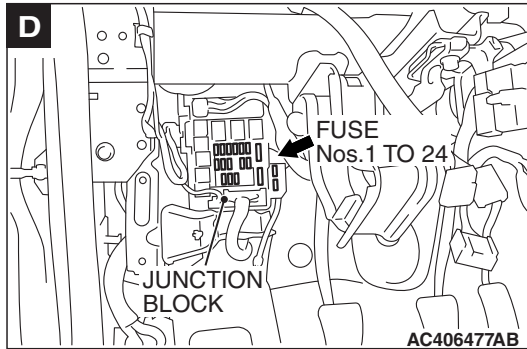 D
FUSE
Nos.1 TO 24
JUNCTION
BLOCK
AC406477AB